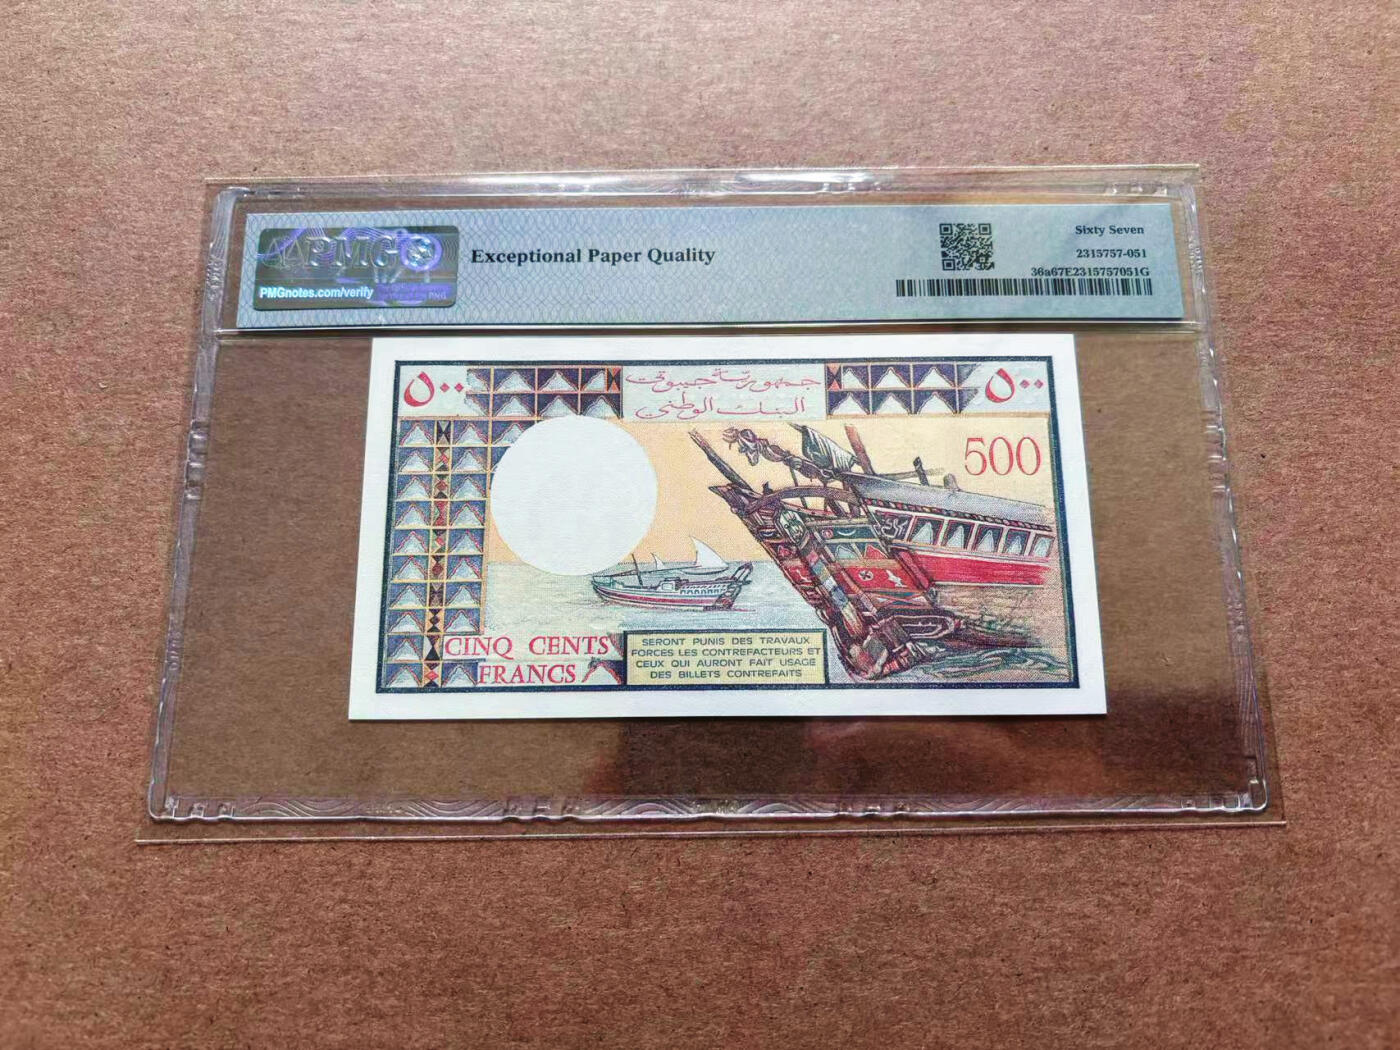 PMG
PMGnotes.com/verify
Exceptional Paper Quality
Sixty Seven
2315757-051
36a67E2315757051G
٥٠٠
جمهورية جيبوتي
٥٠٠
البنك الوطني
500
CINQ CENTS
FRANCS
SERONT PUNIS DES TRAVAUX
FORCES LES CONTREFACTEURS ET
CEUX QUI AURONT FAIT USAGE
DES BILLETS CONTREFAITS